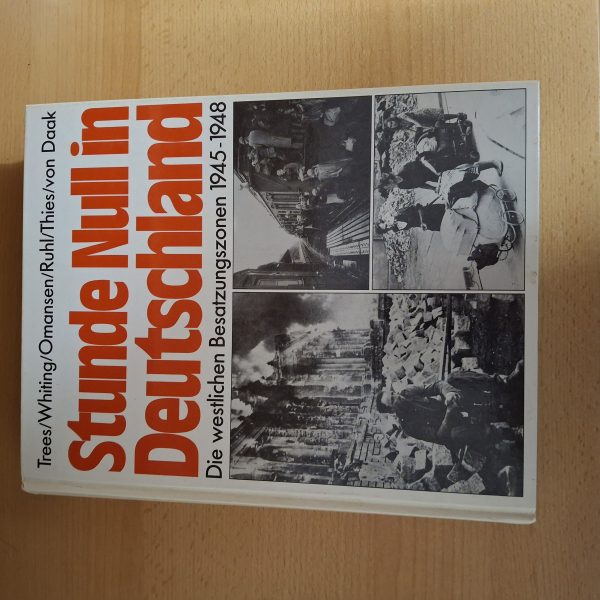 Trees/Whiting/Omansen/Ruhl/Thies/von Daak
Stunde Null in
Deutschland
Die westlichen Besatzungszonen 1945-1948